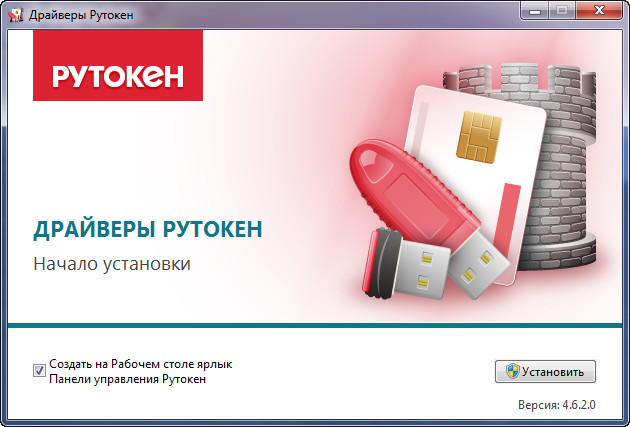 Драйверы Рутокен
РУТОКЕН
ДРАЙВЕРЫ РУТОКЕН
Начало установки
Создать на Рабочем столе ярлык
Панели управления Рутокен
Установить
Версия: 4.6.2.0